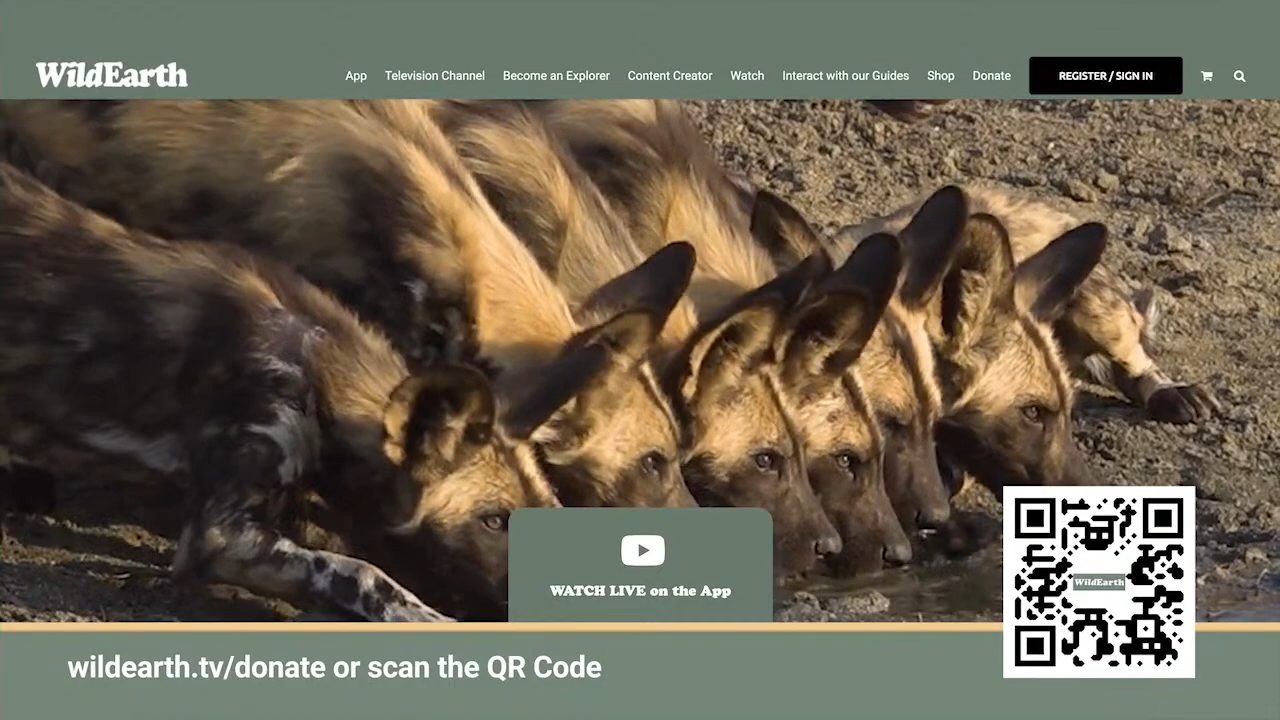 WildEarth
App
Television Channel
Become an Explorer
Content Creator
Watch
Interact with our Guides
Shop
Donate
REGISTER / SIGN IN
WATCH LIVE on the App
WildEarth
wildearth.tv/donate or scan the QR Code